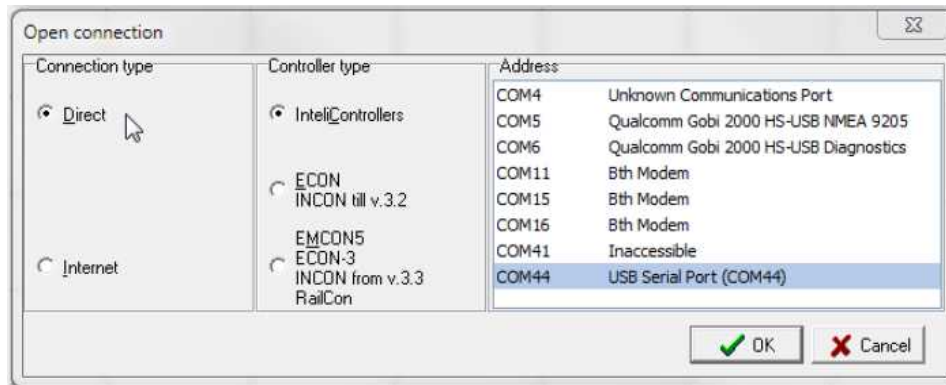 Open connection
Connection type
Direct
Internet
Controller type
InteliControllers
ECON
INCON till v.3.2
EMCON5
ECON-3
INCON from v.3.3
RailCon
Address
COM4 Unknown Communications Port
COM5 Qualcomm Gobi 2000 HS-USB NMEA 9205
COM6 Qualcomm Gobi 2000 HS-USB Diagnostics
COM11 Bth Modem
COM15 Bth Modem
COM16 Bth Modem
COM41 Inaccessible
COM44 USB Serial Port (COM44)
OK
Cancel